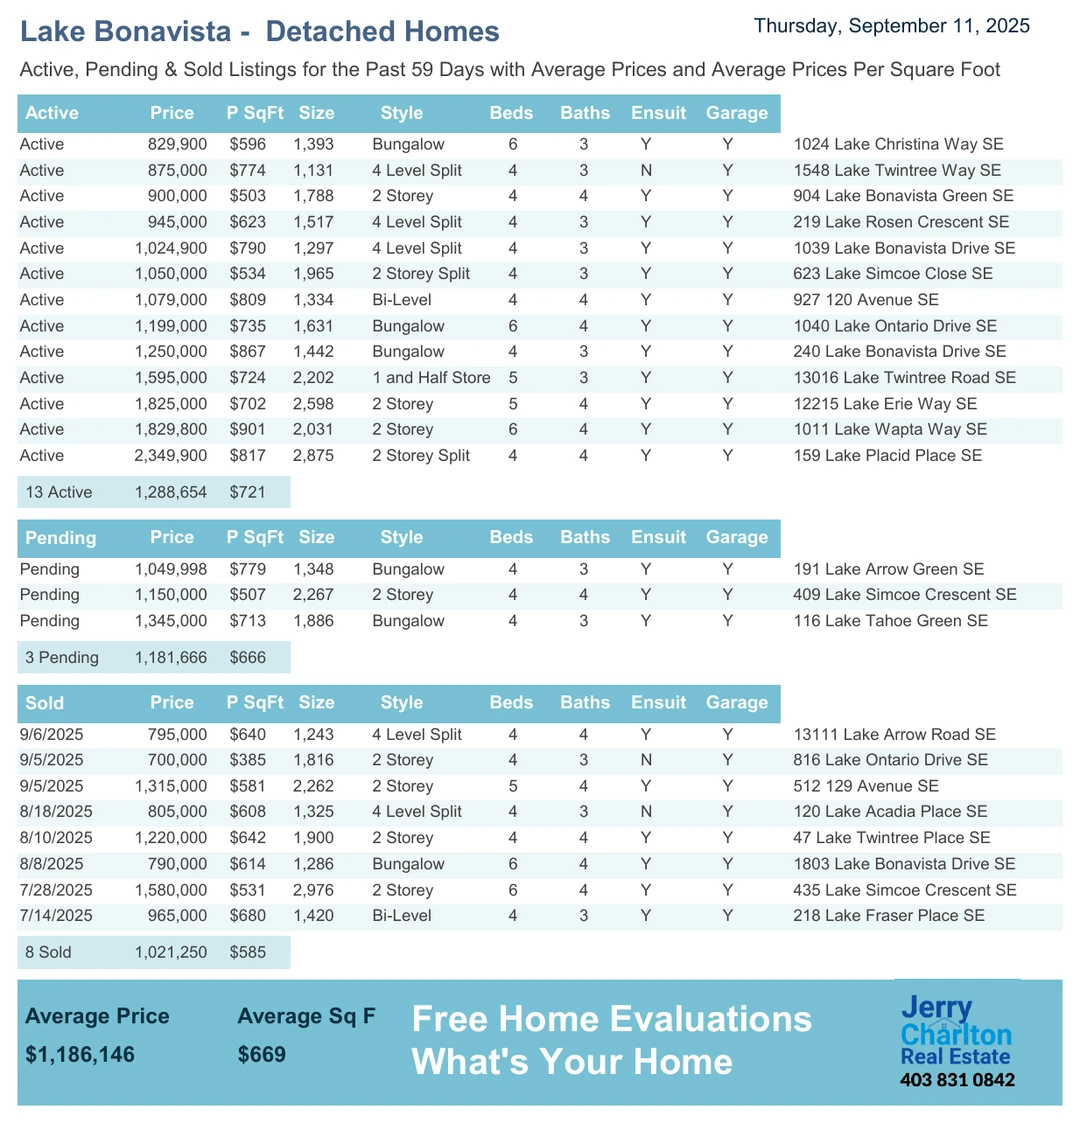 Lake Bonavista - Detached Homes
Thursday, September 11, 2025
Active, Pending & Sold Listings for the Past 59 Days with Average Prices and Average Prices Per Square Foot
Active Price P SqFt Size Style Beds Baths Ensuit Garage
Active 829,900 $596 1,393 Bungalow 6 3 Y Y 1024 Lake Christina Way SE
Active 875,000 $774 1,131 4 Level Split 4 3 N Y 1548 Lake Twintree Way SE
Active 900,000 $503 1,788 2 Storey 4 4 Y Y 904 Lake Bonavista Green SE
Active 945,000 $623 1,517 4 Level Split 4 3 Y Y 219 Lake Rosen Crescent SE
Active 1,024,900 $790 1,297 4 Level Split 4 3 Y Y 1039 Lake Bonavista Drive SE
Active 1,050,000 $534 1,965 2 Storey Split 4 3 Y Y 623 Lake Simcoe Close SE
Active 1,079,000 $809 1,334 Bi-Level 4 4 Y Y 927 120 Avenue SE
Active 1,199,000 $735 1,631 Bungalow 6 4 Y Y 1040 Lake Ontario Drive SE
Active 1,250,000 $867 1,442 Bungalow 4 3 Y Y 240 Lake Bonavista Drive SE
Active 1,595,000 $724 2,202 1 and Half Store 5 3 Y Y 13016 Lake Twintree Road SE
Active 1,825,000 $702 2,598 2 Storey 5 4 Y Y 12215 Lake Erie Way SE
Active 1,829,800 $901 2,031 2 Storey 6 4 Y Y 1011 Lake Wapta Way SE
Active 2,349,900 $817 2,875 2 Storey Split 4 4 Y Y 159 Lake Placid Place SE
13 Active 1,288,654 $721
Pending Price P SqFt Size Style Beds Baths Ensuit Garage
Pending 1,049,998 $779 1,348 Bungalow 4 3 Y Y 191 Lake Arrow Green SE
Pending 1,150,000 $507 2,267 2 Storey 4 4 Y Y 409 Lake Simcoe Crescent SE
Pending 1,345,000 $713 1,886 Bungalow 4 3 Y Y 116 Lake Tahoe Green SE
3 Pending 1,181,666 $666
Sold Price P SqFt Size Style Beds Baths Ensuit Garage
9/6/2025 795,000 $640 1,243 4 Level Split 4 4 Y Y 13111 Lake Arrow Road SE
9/5/2025 700,000 $385 1,816 2 Storey 4 3 N Y 816 Lake Ontario Drive SE
9/5/2025 1,315,000 $581 2,262 2 Storey 5 4 Y Y 512 129 Avenue SE
8/18/2025 805,000 $608 1,325 4 Level Split 4 3 N Y 120 Lake Acadia Place SE
8/10/2025 1,220,000 $642 1,900 2 Storey 4 4 Y Y 47 Lake Twintree Place SE
8/8/2025 790,000 $614 1,286 Bungalow 6 4 Y Y 1803 Lake Bonavista Drive SE
7/28/2025 1,580,000 $531 2,976 2 Storey 6 4 Y Y 435 Lake Simcoe Crescent SE
7/14/2025 965,000 $680 1,420 Bi-Level 4 3 Y Y 218 Lake Fraser Place SE
8 Sold 1,021,250 $585
Average Price Average Sq F
$1,186,146 $669
Free Home Evaluations
What's Your Home
Jerry
Charlton
Real Estate
403 831 0842